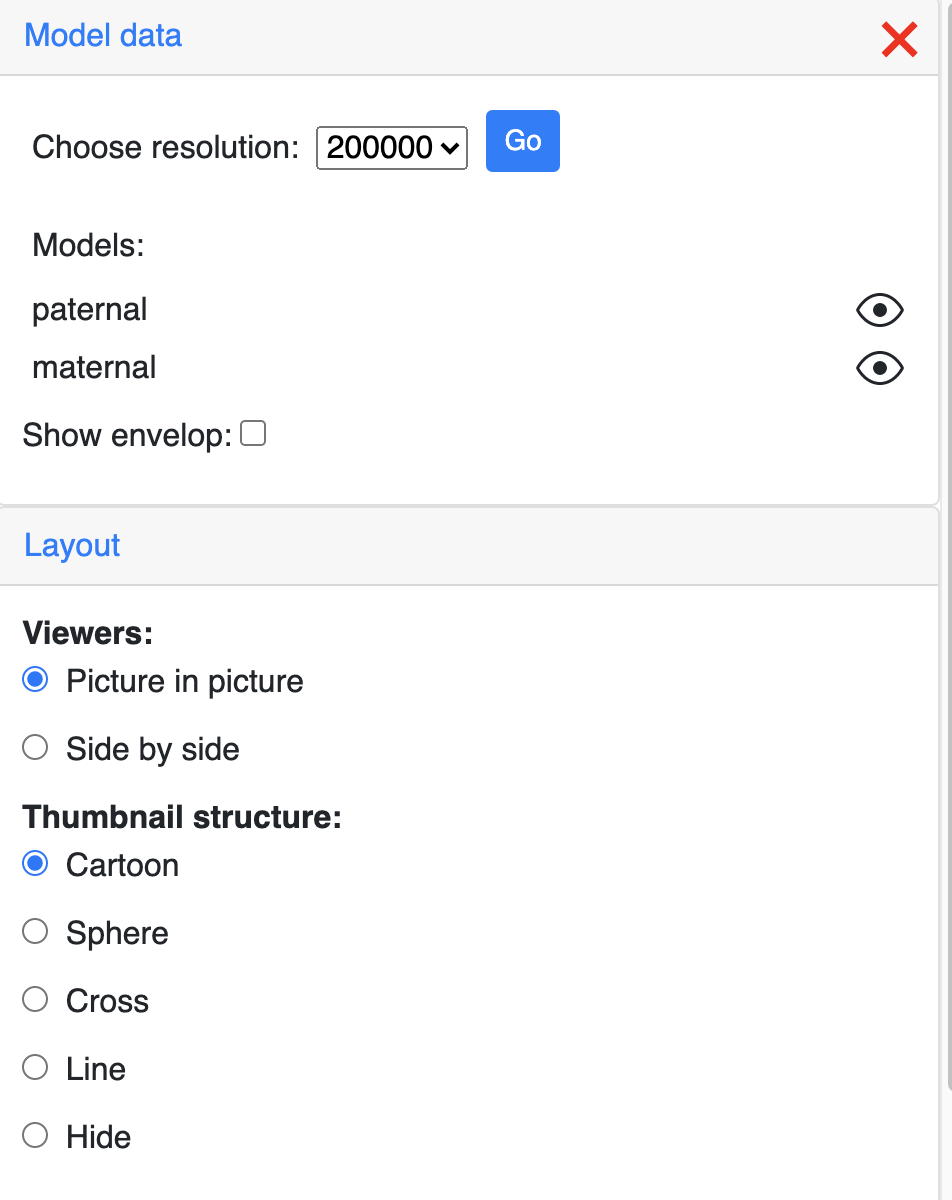 Model data
Choose resolution: 200000 Go
Models:
paternal
maternal
Show envelop:
Layout
Viewers:
Picture in picture
Side by side
Thumbnail structure:
Cartoon
Sphere
Cross
Line
Hide